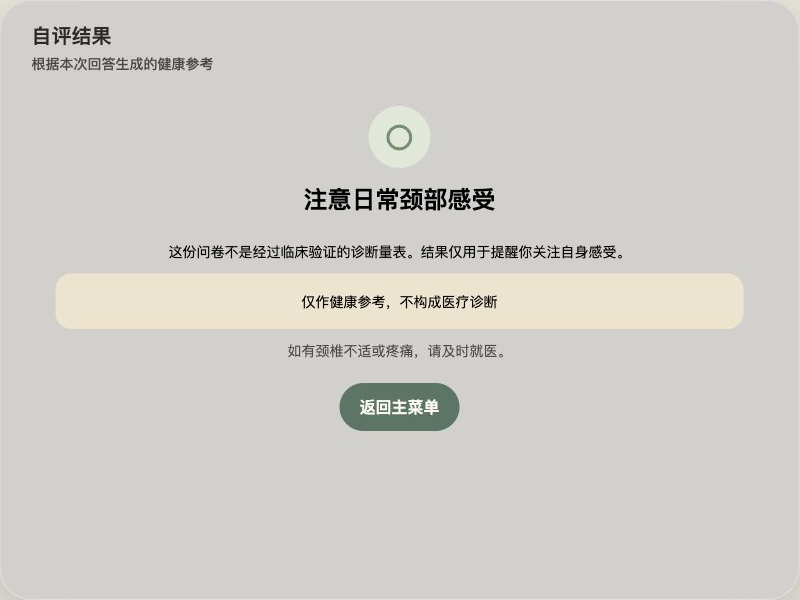 自评结果
根据本次回答生成的健康参考
注意日常颈部感受
这份问卷不是经过临床验证的诊断量表。结果仅用于提醒你关注自身感受。
仅作健康参考，不构成医疗诊断
如有颈椎不适或疼痛，请及时就医。
返回主菜单